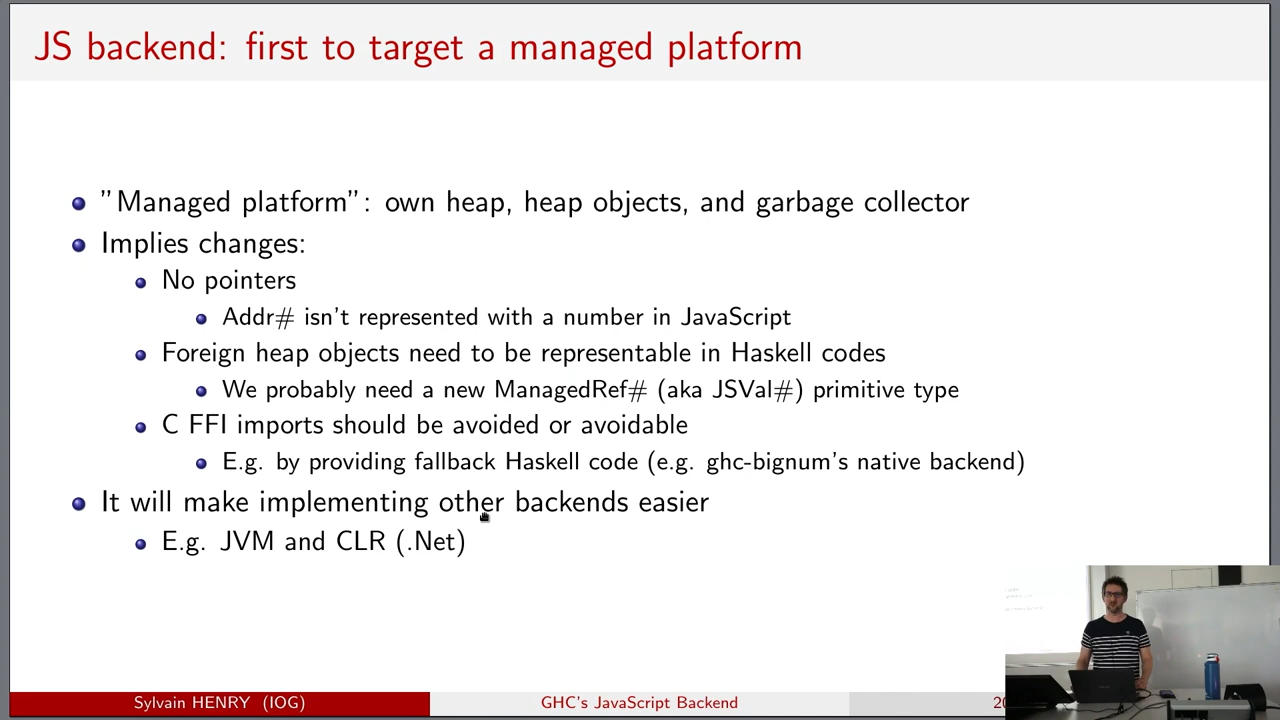 JS backend: first to target a managed platform
"Managed platform": own heap, heap objects, and garbage collector
Implies changes:
No pointers
Addr# isn't represented with a number in JavaScript
Foreign heap objects need to be representable in Haskell codes
We probably need a new ManagedRef# (aka JSVal#) primitive type
C FFI imports should be avoided or avoidable
E.g. by providing fallback Haskell code (e.g. ghc-bignum's native backend)
It will make implementing other backends easier
E.g. JVM and CLR (.Net)
Sylvain HENRY (IOG)
GHC's JavaScript Backend